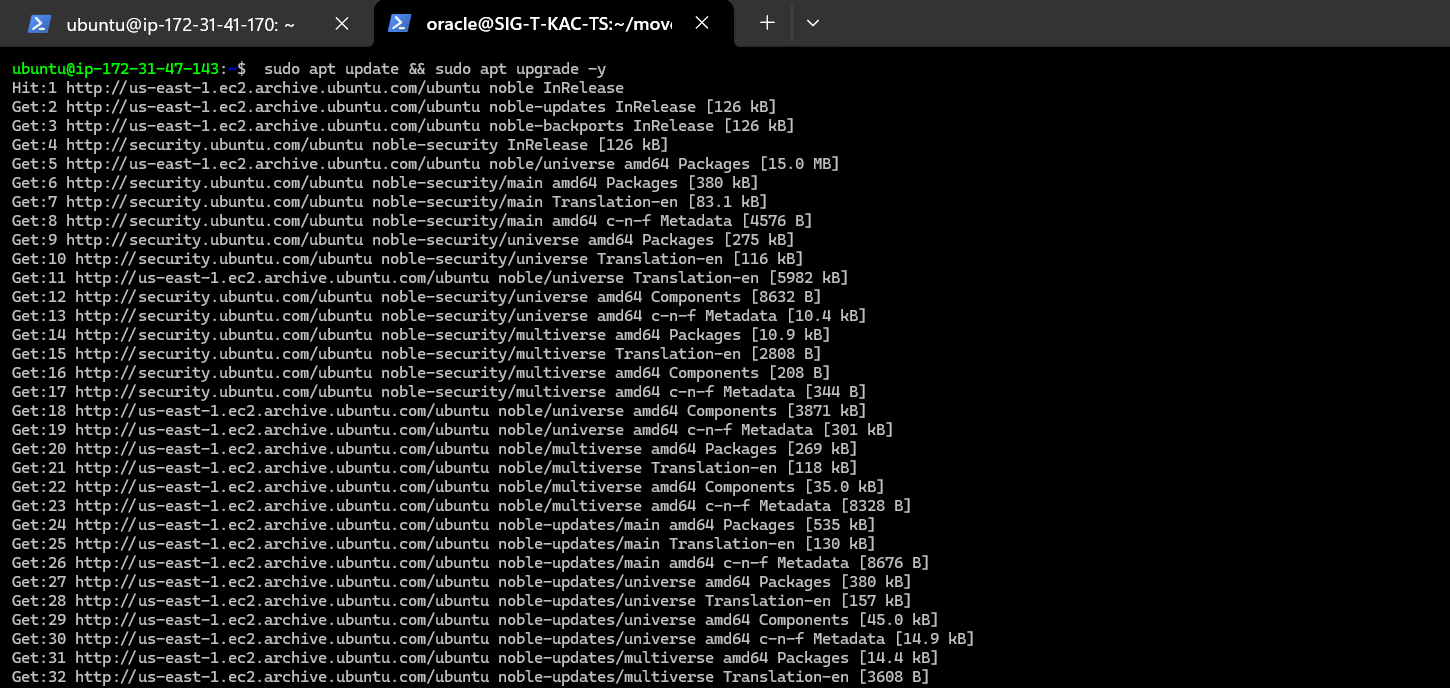 ubuntu@ip-172-31-41-170: ~
oracle@SIG-T-KAC-TS:~/move
ubuntu@ip-172-31-47-143:~$  sudo apt update && sudo apt upgrade -y
Hit:1 http://us-east-1.ec2.archive.ubuntu.com/ubuntu noble InRelease
Get:2 http://us-east-1.ec2.archive.ubuntu.com/ubuntu noble-updates InRelease [126 kB]
Get:3 http://us-east-1.ec2.archive.ubuntu.com/ubuntu noble-backports InRelease [126 kB]
Get:4 http://security.ubuntu.com/ubuntu noble-security InRelease [126 kB]
Get:5 http://us-east-1.ec2.archive.ubuntu.com/ubuntu noble/universe amd64 Packages [15.0 MB]
Get:6 http://security.ubuntu.com/ubuntu noble-security/main amd64 Packages [380 kB]
Get:7 http://security.ubuntu.com/ubuntu noble-security/main Translation-en [83.1 kB]
Get:8 http://security.ubuntu.com/ubuntu noble-security/main amd64 c-n-f Metadata [4576 B]
Get:9 http://security.ubuntu.com/ubuntu noble-security/universe amd64 Packages [275 kB]
Get:10 http://security.ubuntu.com/ubuntu noble-security/universe Translation-en [116 kB]
Get:11 http://us-east-1.ec2.archive.ubuntu.com/ubuntu noble/universe Translation-en [5982 kB]
Get:12 http://security.ubuntu.com/ubuntu noble-security/universe amd64 Components [8632 B]
Get:13 http://security.ubuntu.com/ubuntu noble-security/universe amd64 c-n-f Metadata [10.4 kB]
Get:14 http://security.ubuntu.com/ubuntu noble-security/multiverse amd64 Packages [10.9 kB]
Get:15 http://security.ubuntu.com/ubuntu noble-security/multiverse Translation-en [2808 B]
Get:16 http://security.ubuntu.com/ubuntu noble-security/multiverse amd64 Components [208 B]
Get:17 http://security.ubuntu.com/ubuntu noble-security/multiverse amd64 c-n-f Metadata [344 B]
Get:18 http://us-east-1.ec2.archive.ubuntu.com/ubuntu noble/universe amd64 Components [3871 kB]
Get:19 http://us-east-1.ec2.archive.ubuntu.com/ubuntu noble/universe amd64 c-n-f Metadata [301 kB]
Get:20 http://us-east-1.ec2.archive.ubuntu.com/ubuntu noble/multiverse amd64 Packages [269 kB]
Get:21 http://us-east-1.ec2.archive.ubuntu.com/ubuntu noble/multiverse Translation-en [118 kB]
Get:22 http://us-east-1.ec2.archive.ubuntu.com/ubuntu noble/multiverse amd64 Components [35.0 kB]
Get:23 http://us-east-1.ec2.archive.ubuntu.com/ubuntu noble/multiverse amd64 c-n-f Metadata [8328 B]
Get:24 http://us-east-1.ec2.archive.ubuntu.com/ubuntu noble-updates/main amd64 Packages [535 kB]
Get:25 http://us-east-1.ec2.archive.ubuntu.com/ubuntu noble-updates/main Translation-en [130 kB]
Get:26 http://us-east-1.ec2.archive.ubuntu.com/ubuntu noble-updates/main amd64 c-n-f Metadata [8676 B]
Get:27 http://us-east-1.ec2.archive.ubuntu.com/ubuntu noble-updates/universe amd64 Packages [380 kB]
Get:28 http://us-east-1.ec2.archive.ubuntu.com/ubuntu noble-updates/universe Translation-en [157 kB]
Get:29 http://us-east-1.ec2.archive.ubuntu.com/ubuntu noble-updates/universe amd64 Components [45.0 kB]
Get:30 http://us-east-1.ec2.archive.ubuntu.com/ubuntu noble-updates/universe amd64 c-n-f Metadata [14.9 kB]
Get:31 http://us-east-1.ec2.archive.ubuntu.com/ubuntu noble-updates/multiverse amd64 Packages [14.4 kB]
Get:32 http://us-east-1.ec2.archive.ubuntu.com/ubuntu noble-updates/multiverse Translation-en [3608 B]